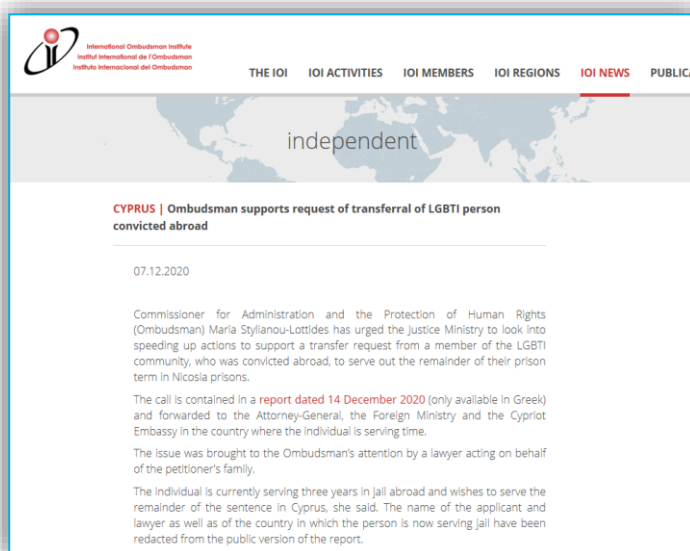 International Ombudsman Institute
Institut International de l'Ombudsman
Instituto Internacional del Ombudsman
THE IOI IOI ACTIVITIES IOI MEMBERS IOI REGIONS IOI NEWS PUBLICA
independent
CYPRUS | Ombudsman supports request of transferral of LGBTI person
convicted abroad
07.12.2020
Commissioner for Administration and the Protection of Human Rights
(Ombudsman) Maria Stylianou-Lottides has urged the Justice Ministry to look into
speeding up actions to support a transfer request from a member of the LGBTI
community, who was convicted abroad, to serve out the remainder of their prison
term in Nicosia prisons.
The call is contained in a report dated 14 December 2020 (only available in Greek)
and forwarded to the Attorney-General, the Foreign Ministry and the Cypriot
Embassy in the country where the individual is serving time.
The issue was brought to the Ombudsman's attention by a lawyer acting on behalf
of the petitioner's family.
The individual is currently serving three years in jail abroad and wishes to serve the
remainder of the sentence in Cyprus, she said. The name of the applicant and
lawyer as well as of the country in which the person is now serving jail have been
redacted from the public version of the report.